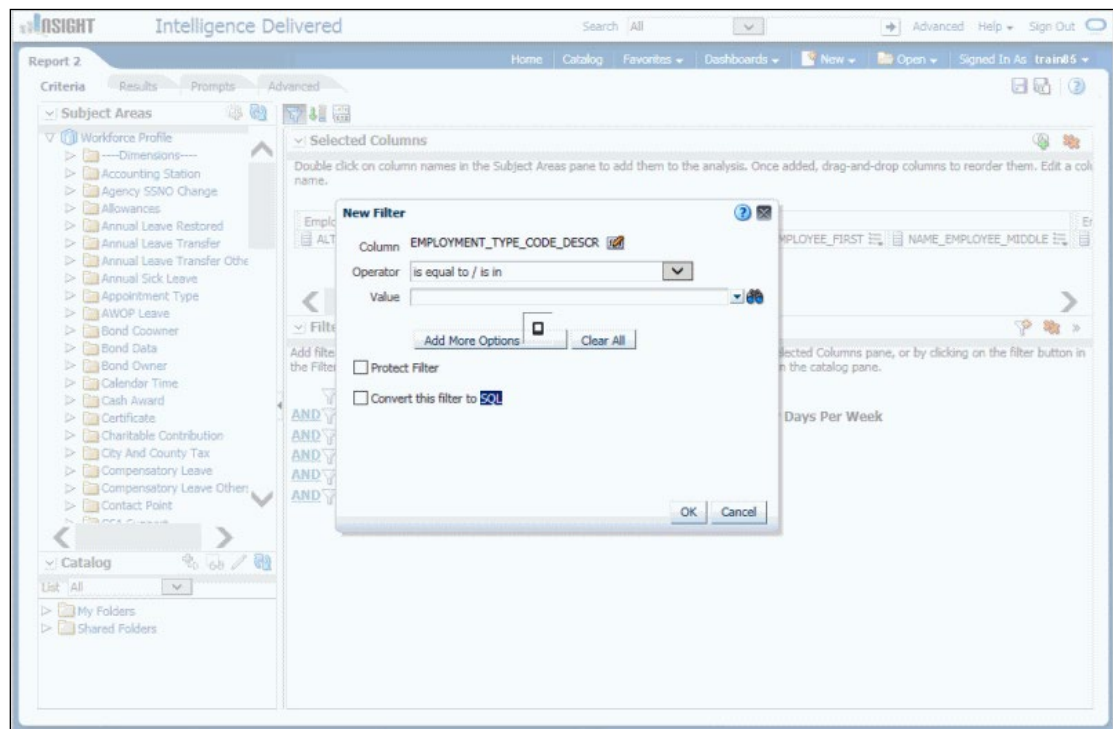 INSIGHT Intelligence Delivered Search All Advanced Help Sign Out
Report 2 Home Catalog Favorites Dashboards New Open Signed In As train86
Criteria Results Prompts Advanced
Subject Areas
Workforce Profile
----Dimensions----
Accounting Station
Agency SSNO Change
Allowances
Annual Leave Restored
Annual Leave Transfer
Annual Leave Transfer Othe
Annual Sick Leave
Appointment Type
AWOP Leave
Bond Coowner
Bond Data
Bond Owner
Calendar Time
Cash Award
Certificate
Charitable Contribution
City And County Tax
Compensatory Leave
Compensatory Leave Other
Contact Point
Catalog
List All
My Folders
Shared Folders
Selected Columns
Double click on column names in the Subject Areas pane to add them to the analysis. Once added, drag-and-drop columns to reorder them. Edit a
name.
Emplo
ALT MPLOYEE_FIRST NAME_EMPLOYEE_MIDDLE
Filte
Add filte lected Columns pane, or by clicking on the filter button in
the Filter n the catalog pane.
AND Days Per Week
AND
AND
AND
AND
New Filter
Column EMPLOYMENT_TYPE_CODE_DESCR
Operator is equal to / is in
Value
Add More Options Clear All
Protect Filter
Convert this filter to SQL
OK Cancel